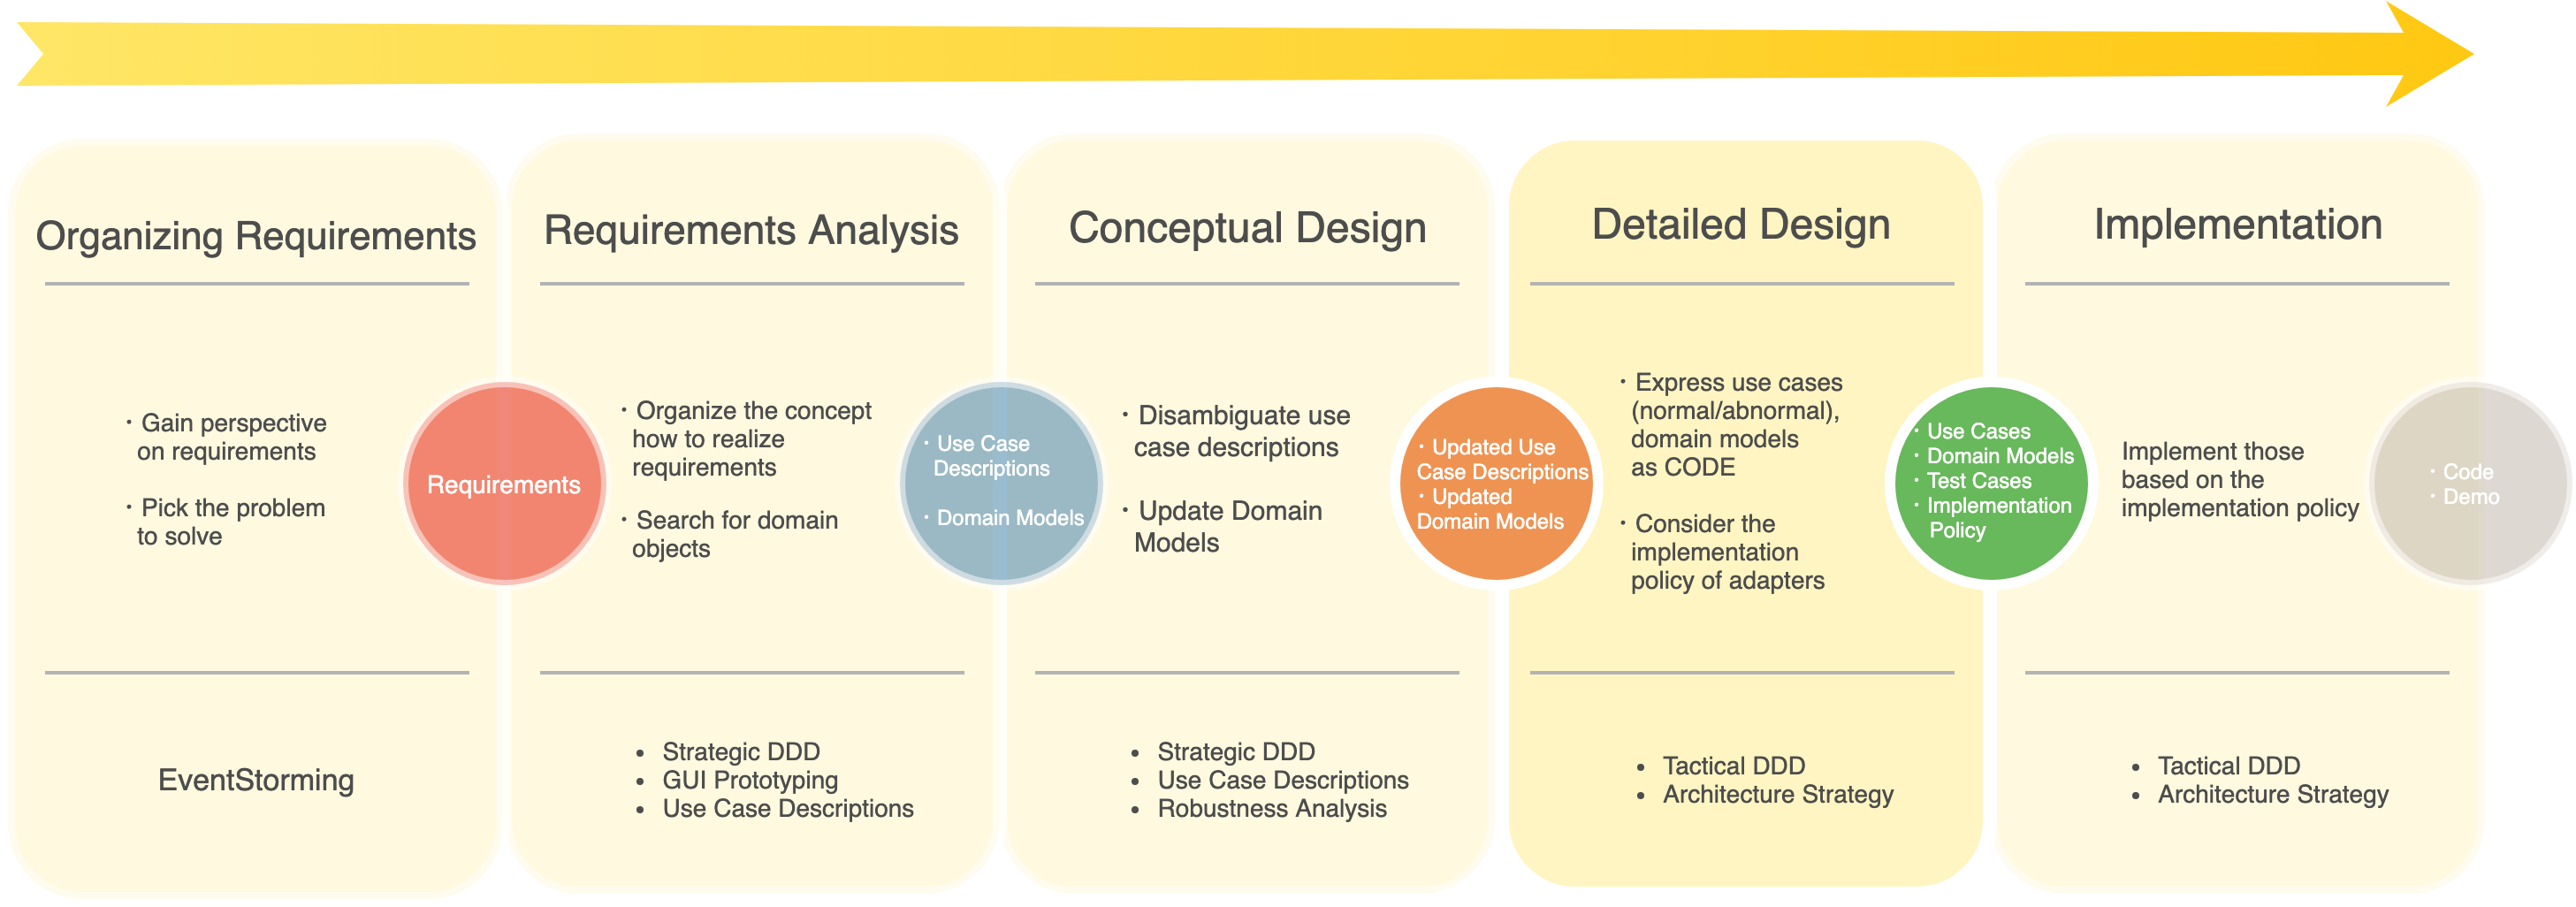 Organizing Requirements
・Gain perspective
on requirements
・Pick the problem
to solve
EventStorming
Requirements
Requirements Analysis
・Organize the concept
how to realize
requirements
・Search for domain
objects
• Strategic DDD
• GUI Prototyping
• Use Case Descriptions
・Use Case
Descriptions
・Domain Models
Conceptual Design
・Disambiguate use
case descriptions
・Update Domain
Models
• Strategic DDD
• Use Case Descriptions
• Robustness Analysis
・Updated Use
Case Descriptions
・Updated
Domain Models
Detailed Design
・Express use cases
(normal/abnormal),
domain models
as CODE
・Consider the
implementation
policy of adapters
• Tactical DDD
• Architecture Strategy
・Use Cases
・Domain Models
・Test Cases
・Implementation
Policy
Implementation
Implement those
based on the
implementation policy
• Tactical DDD
• Architecture Strategy
・Code
・Demo